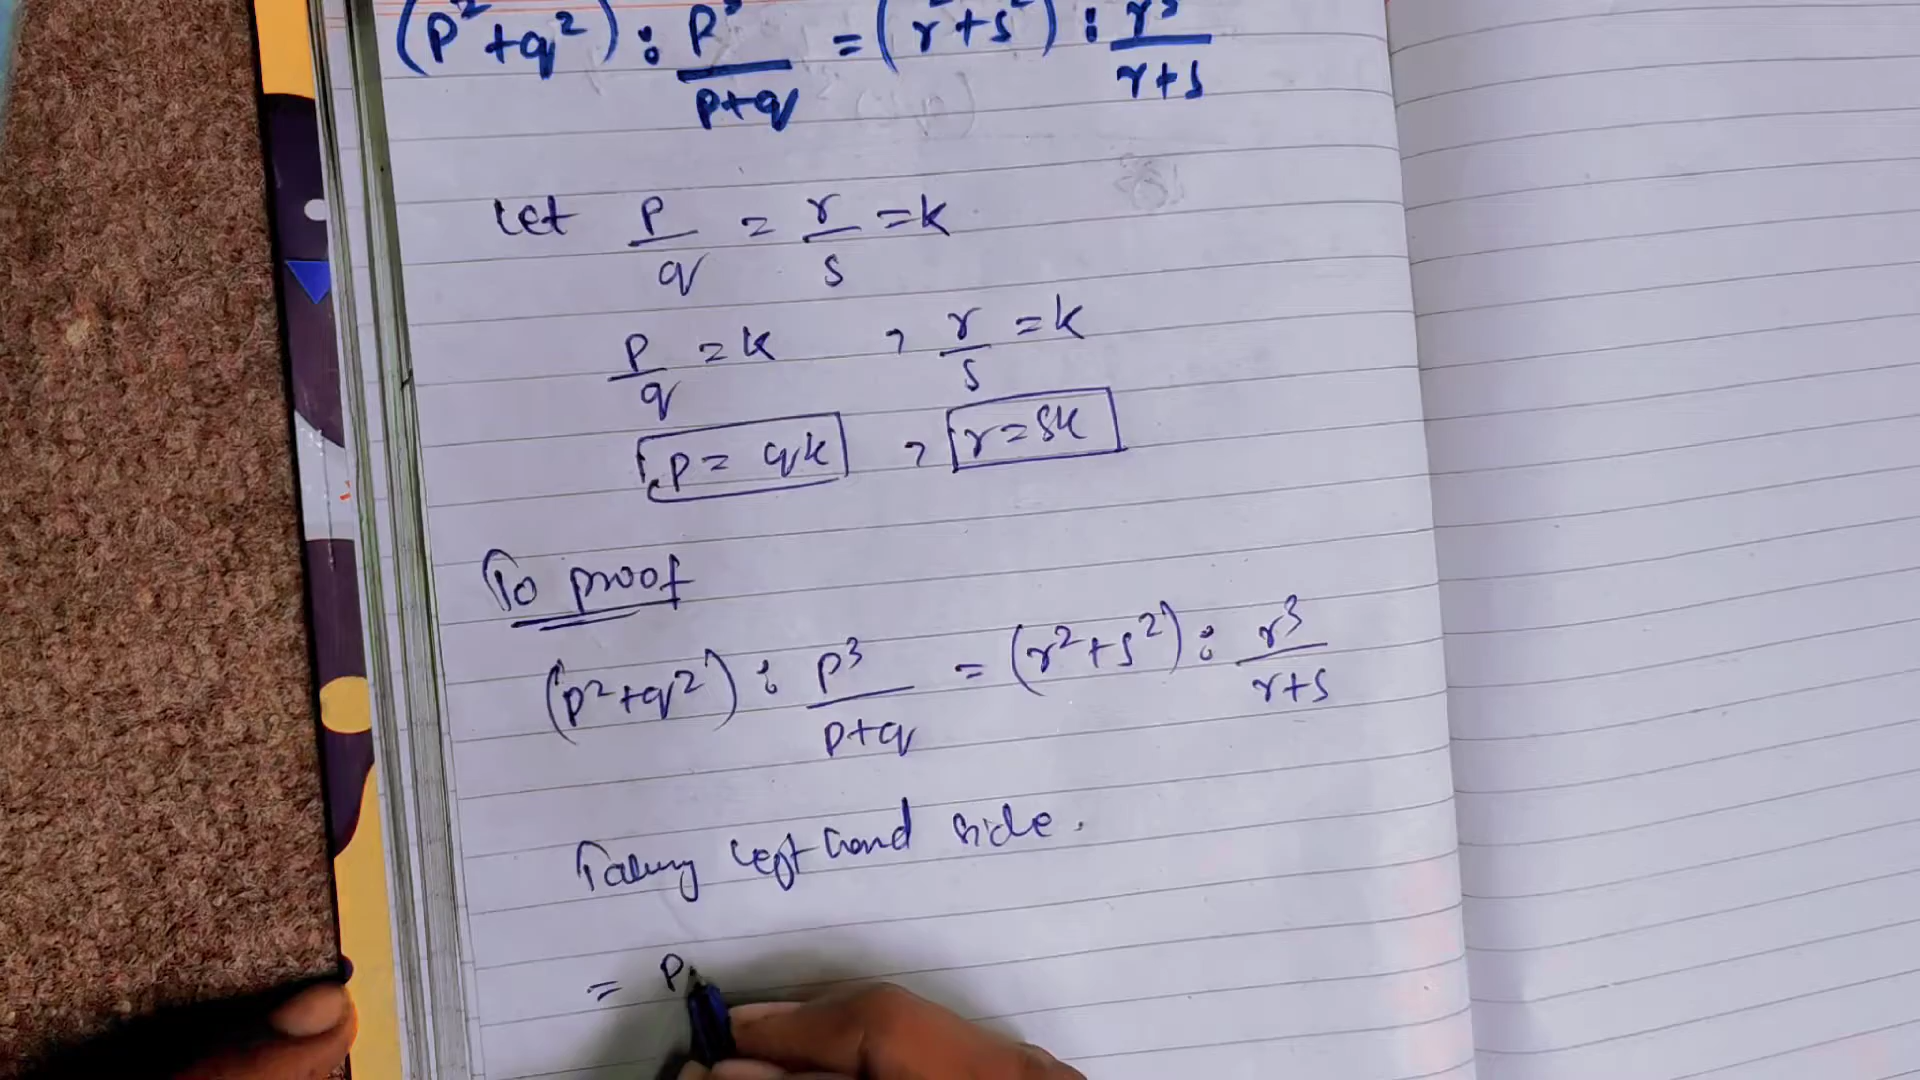 (p²+q²) : p³/p+q = (r²+s²) : r³/r+s
Let p/q = r/s = k
p/q = k , r/s = k
p = qk , r = sk
To proof
(p²+q²) : p³/p+q = (r²+s²) : r³/r+s
Taking left hand side.
= p